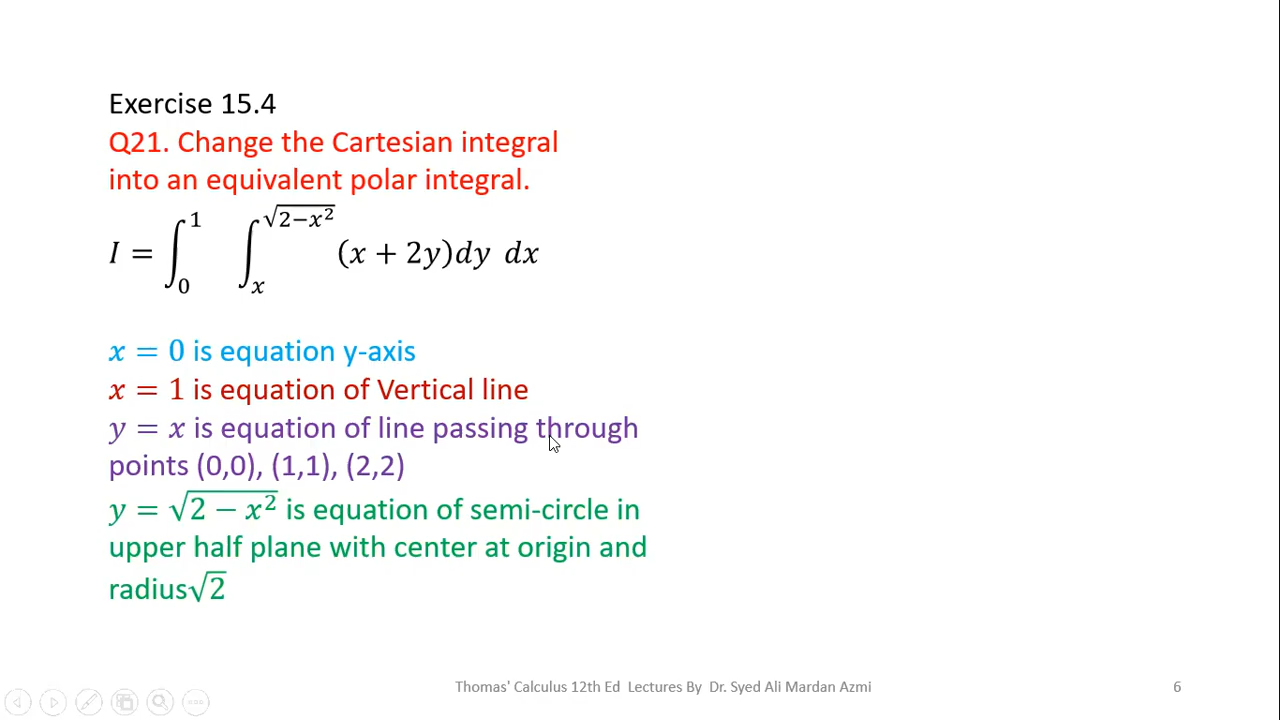 Exercise 15.4
Q21. Change the Cartesian integral
into an equivalent polar integral.
I = ∫₀¹ ∫ₓ^√(2−x²) (x + 2y)dy dx
x = 0 is equation y-axis
x = 1 is equation of Vertical line
y = x is equation of line passing through
points (0,0), (1,1), (2,2)
y = √(2 − x²) is equation of semi-circle in
upper half plane with center at origin and
radius√2
Thomas' Calculus 12th Ed Lectures By Dr. Syed Ali Mardan Azmi
6